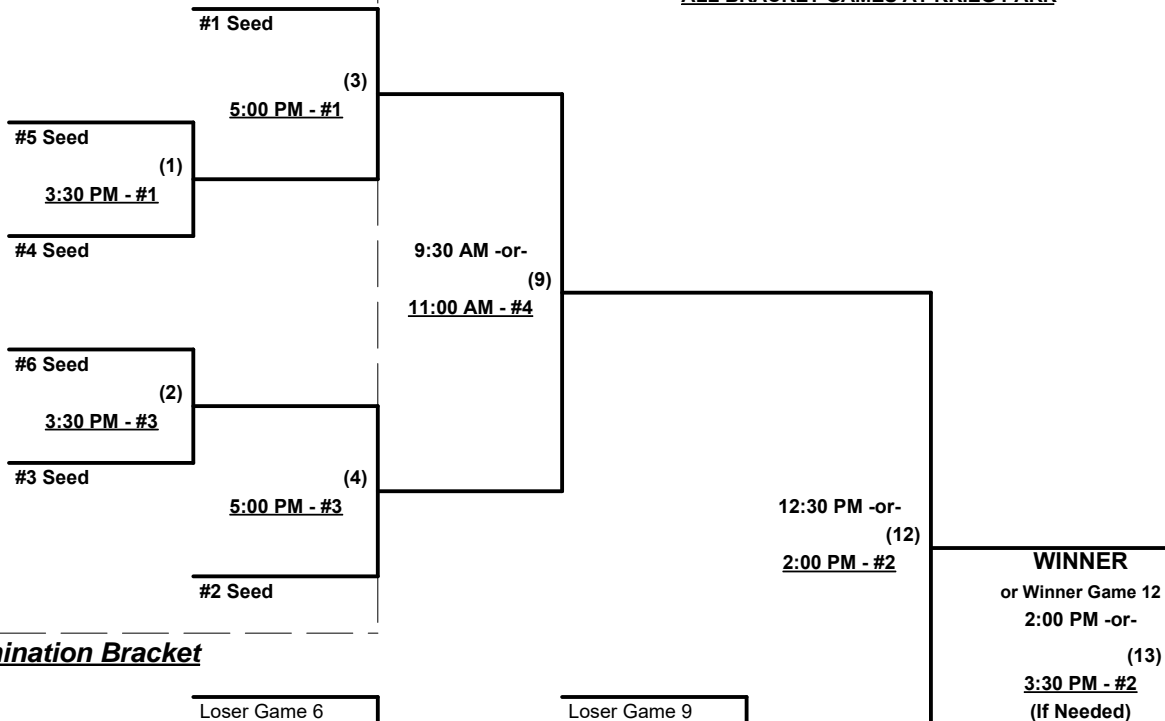 #1 Seed
(3)
5:00 PM - #1
#5 Seed
(1)
3:30 PM - #1
#4 Seed
9:30 AM -or-
(9)
11:00 AM - #4
#6 Seed
(2)
3:30 PM - #3
#3 Seed
(4)
5:00 PM - #3
#2 Seed
12:30 PM -or-
(12)
2:00 PM - #2
WINNER
or Winner Game 12
2:00 PM -or-
(13)
3:30 PM - #2
(If Needed)
Bracket
Loser Game 6
Loser Game 9